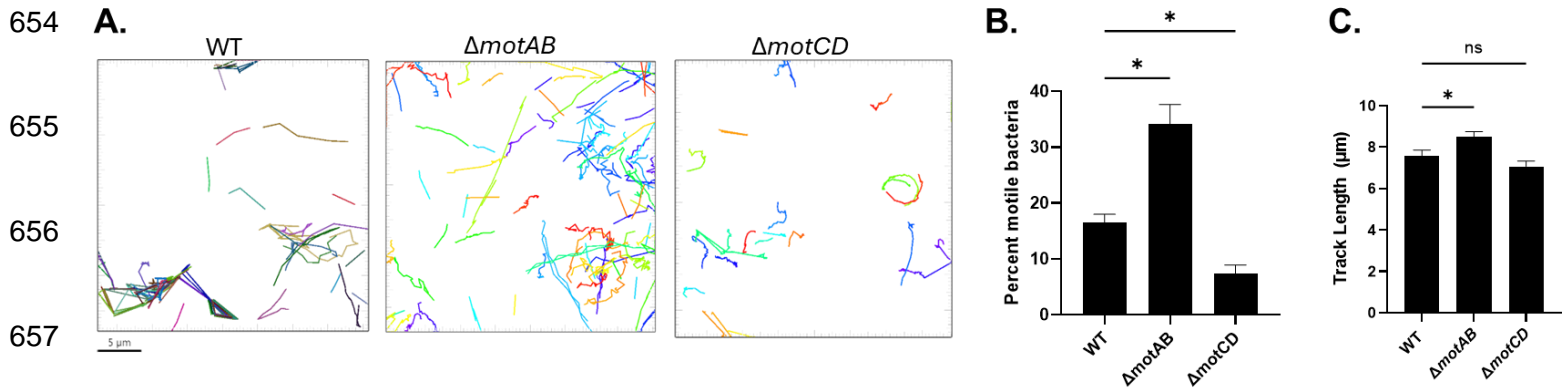 654
655
656
657
A.
WT
ΔmotAB
ΔmotCD
5 μm
B.
*
*
Percent motile bacteria
40
30
20
10
0
WT
ΔmotAB
ΔmotCD
C.
ns
*
Track Length (μm)
10
8
6
4
2
0
WT
ΔmotAB
ΔmotCD